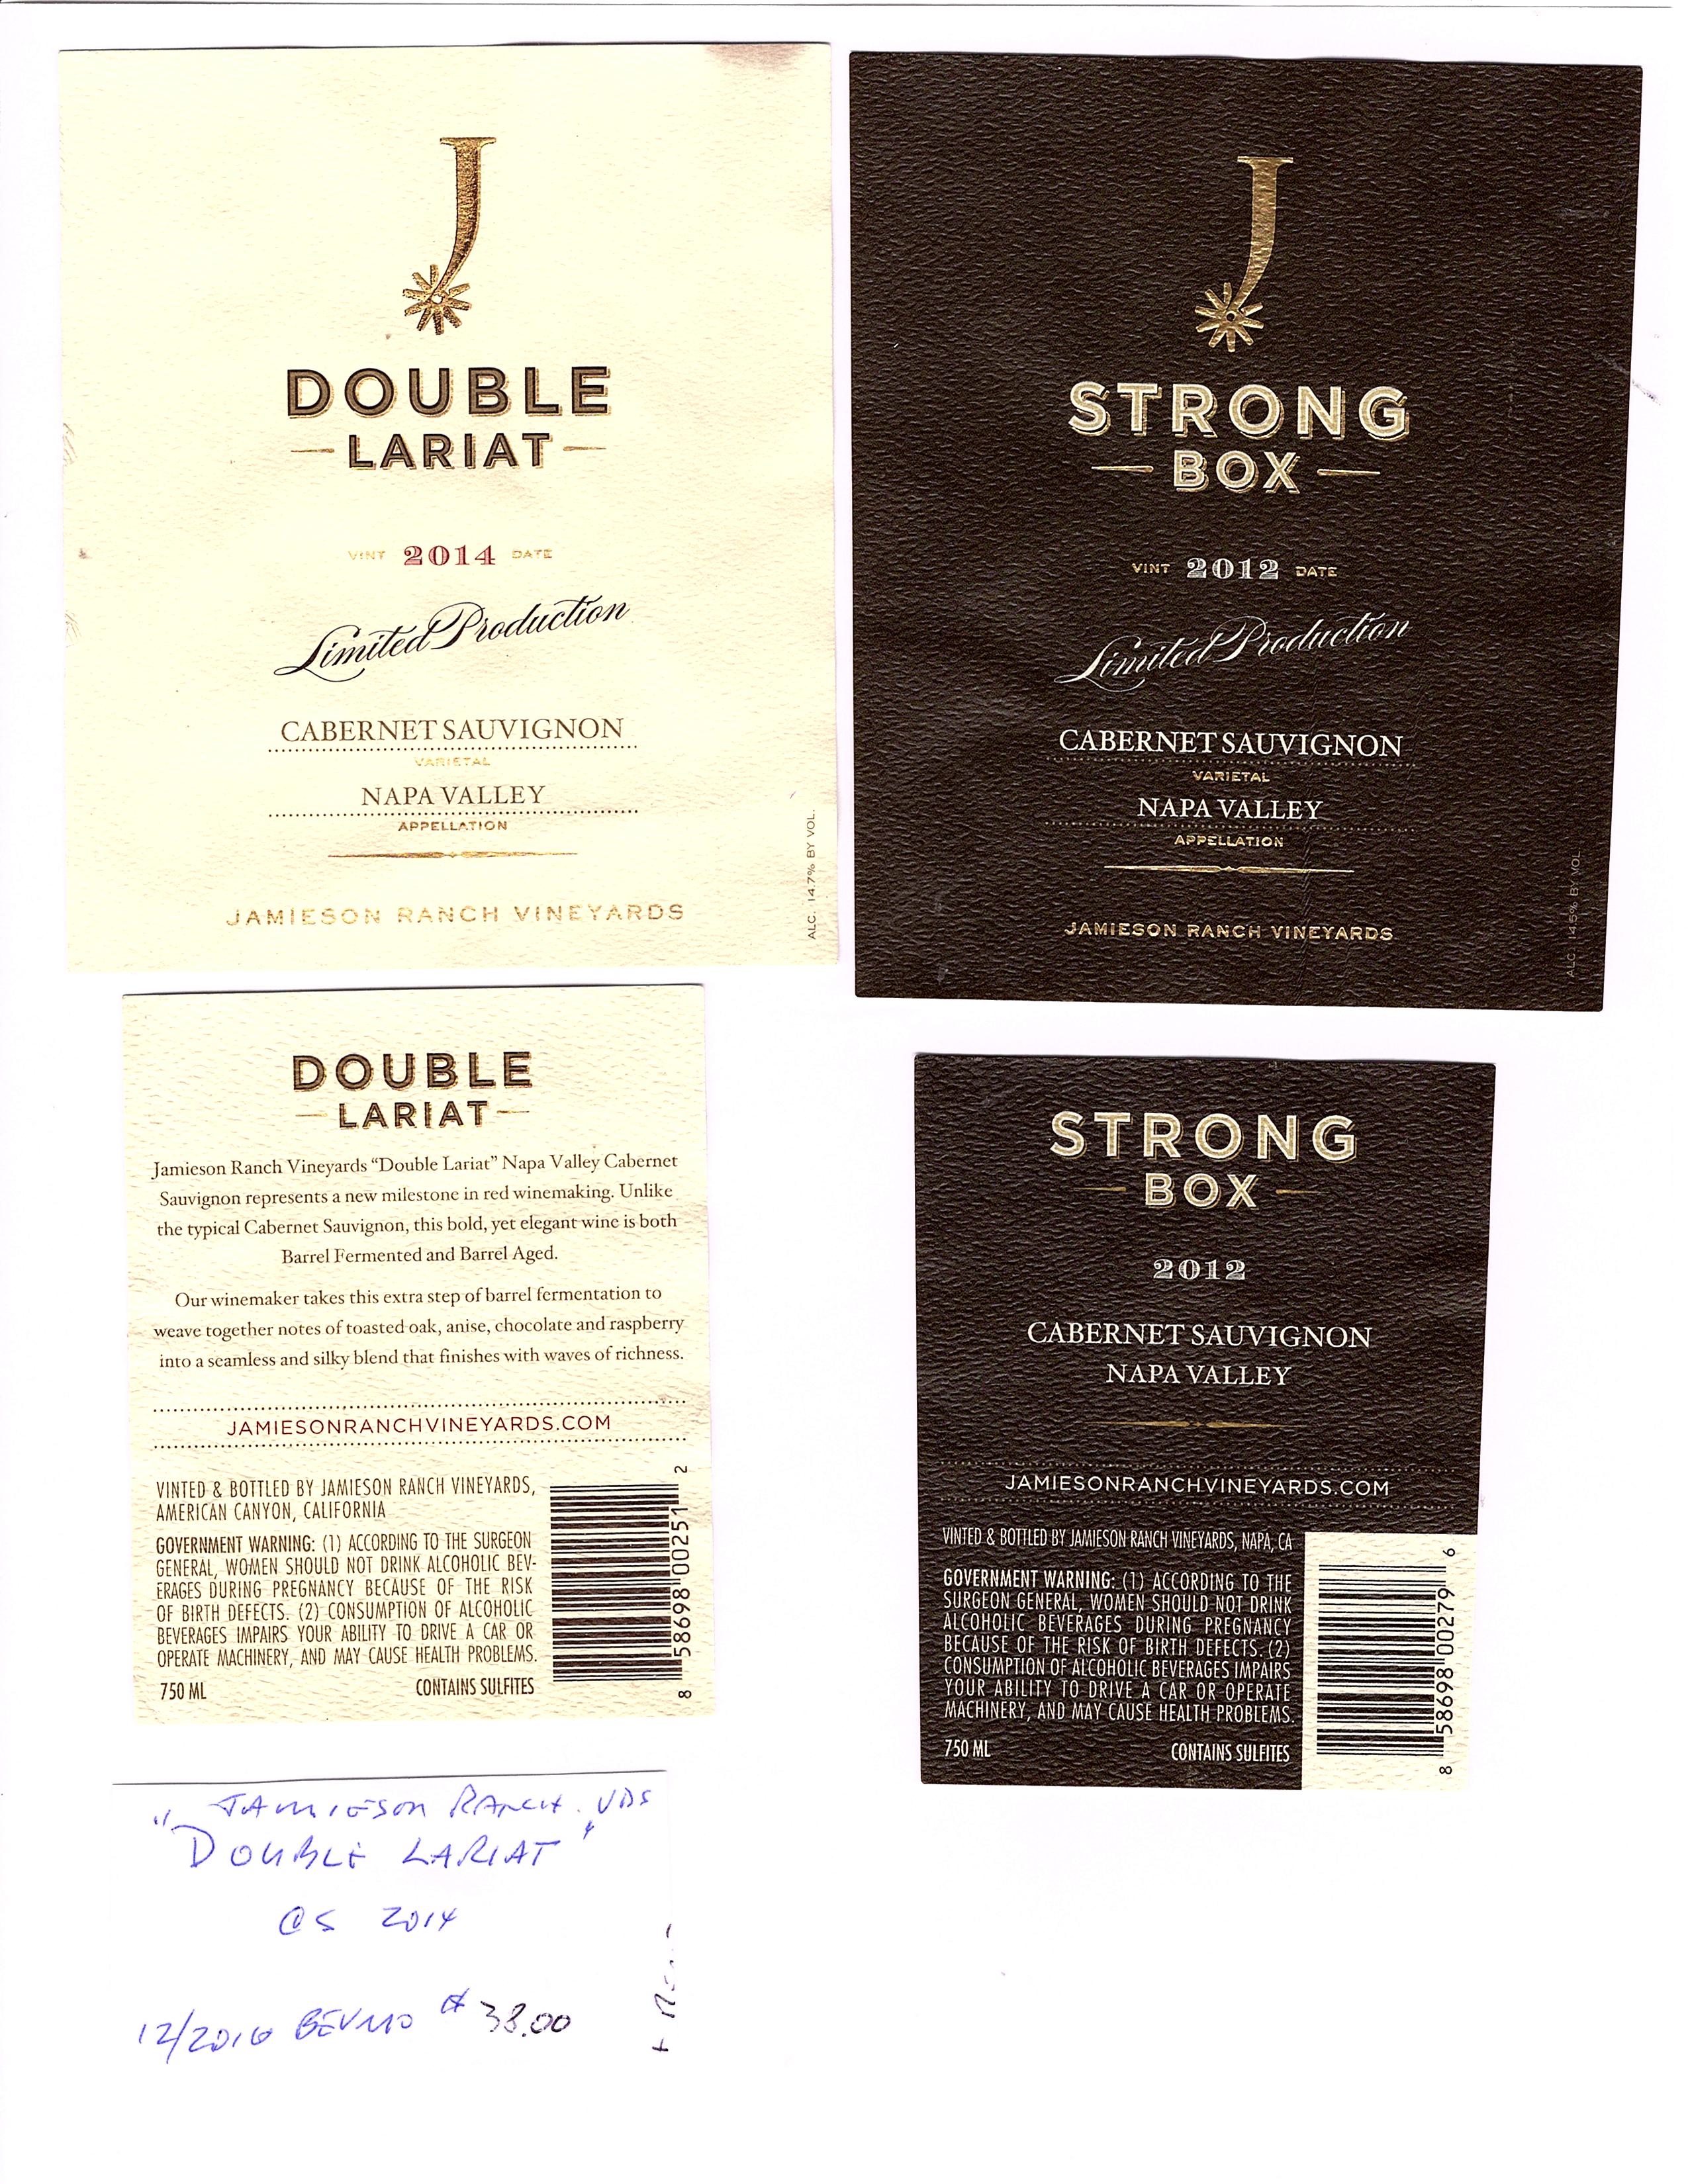 J
DOUBLE
LARIAT
VINT 2014 DATE
Limited Production
CABERNET SAUVIGNON
VARIETAL
NAPA VALLEY
APPELLATION
JAMIESON RANCH VINEYARDS
ALC. 14.7% BY VOL.
J
STRONG
BOX
VINT 2012 DATE
Limited Production
CABERNET SAUVIGNON
VARIETAL
NAPA VALLEY
APPELLATION
JAMIESON RANCH VINEYARDS
ALC. 14.5% BY VOL.
DOUBLE
LARIAT
Jamieson Ranch Vineyards “Double Lariat” Napa Valley Cabernet
Sauvignon represents a new milestone in red winemaking. Unlike
the typical Cabernet Sauvignon, this bold, yet elegant wine is both
Barrel Fermented and Barrel Aged.
Our winemaker takes this extra step of barrel fermentation to
weave together notes of toasted oak, anise, chocolate and raspberry
into a seamless and silky blend that finishes with waves of richness.
JAMIESONRANCHVINEYARDS.COM
VINTED & BOTTLED BY JAMIESON RANCH VINEYARDS,
AMERICAN CANYON, CALIFORNIA
GOVERNMENT WARNING: (1) ACCORDING TO THE SURGEON
GENERAL, WOMEN SHOULD NOT DRINK ALCOHOLIC BEV-
ERAGES DURING PREGNANCY BECAUSE OF THE RISK
OF BIRTH DEFECTS. (2) CONSUMPTION OF ALCOHOLIC
BEVERAGES IMPAIRS YOUR ABILITY TO DRIVE A CAR OR
OPERATE MACHINERY, AND MAY CAUSE HEALTH PROBLEMS.
750 ML CONTAINS SULFITES
8 58698 00251 2
STRONG
BOX
2012
CABERNET SAUVIGNON
NAPA VALLEY
JAMIESONRANCHVINEYARDS.COM
VINTED & BOTTLED BY JAMIESON RANCH VINEYARDS, NAPA, CA
GOVERNMENT WARNING: (1) ACCORDING TO THE
SURGEON GENERAL, WOMEN SHOULD NOT DRINK
ALCOHOLIC BEVERAGES DURING PREGNANCY
BECAUSE OF THE RISK OF BIRTH DEFECTS. (2)
CONSUMPTION OF ALCOHOLIC BEVERAGES IMPAIRS
YOUR ABILITY TO DRIVE A CAR OR OPERATE
MACHINERY, AND MAY CAUSE HEALTH PROBLEMS.
750 ML CONTAINS SULFITES
8 58698 00279 6
JAMIESON RANCH VDS
"DOUBLE LARIAT"
CS 2014
12/2016 BEVMO $38.00